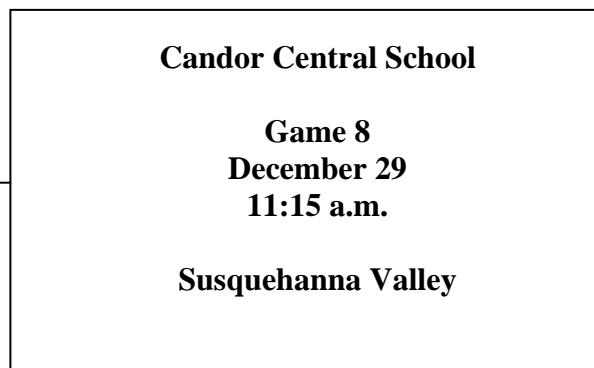 Candor Central School
Game 8
December 29
11:15 a.m.
Susquehanna Valley